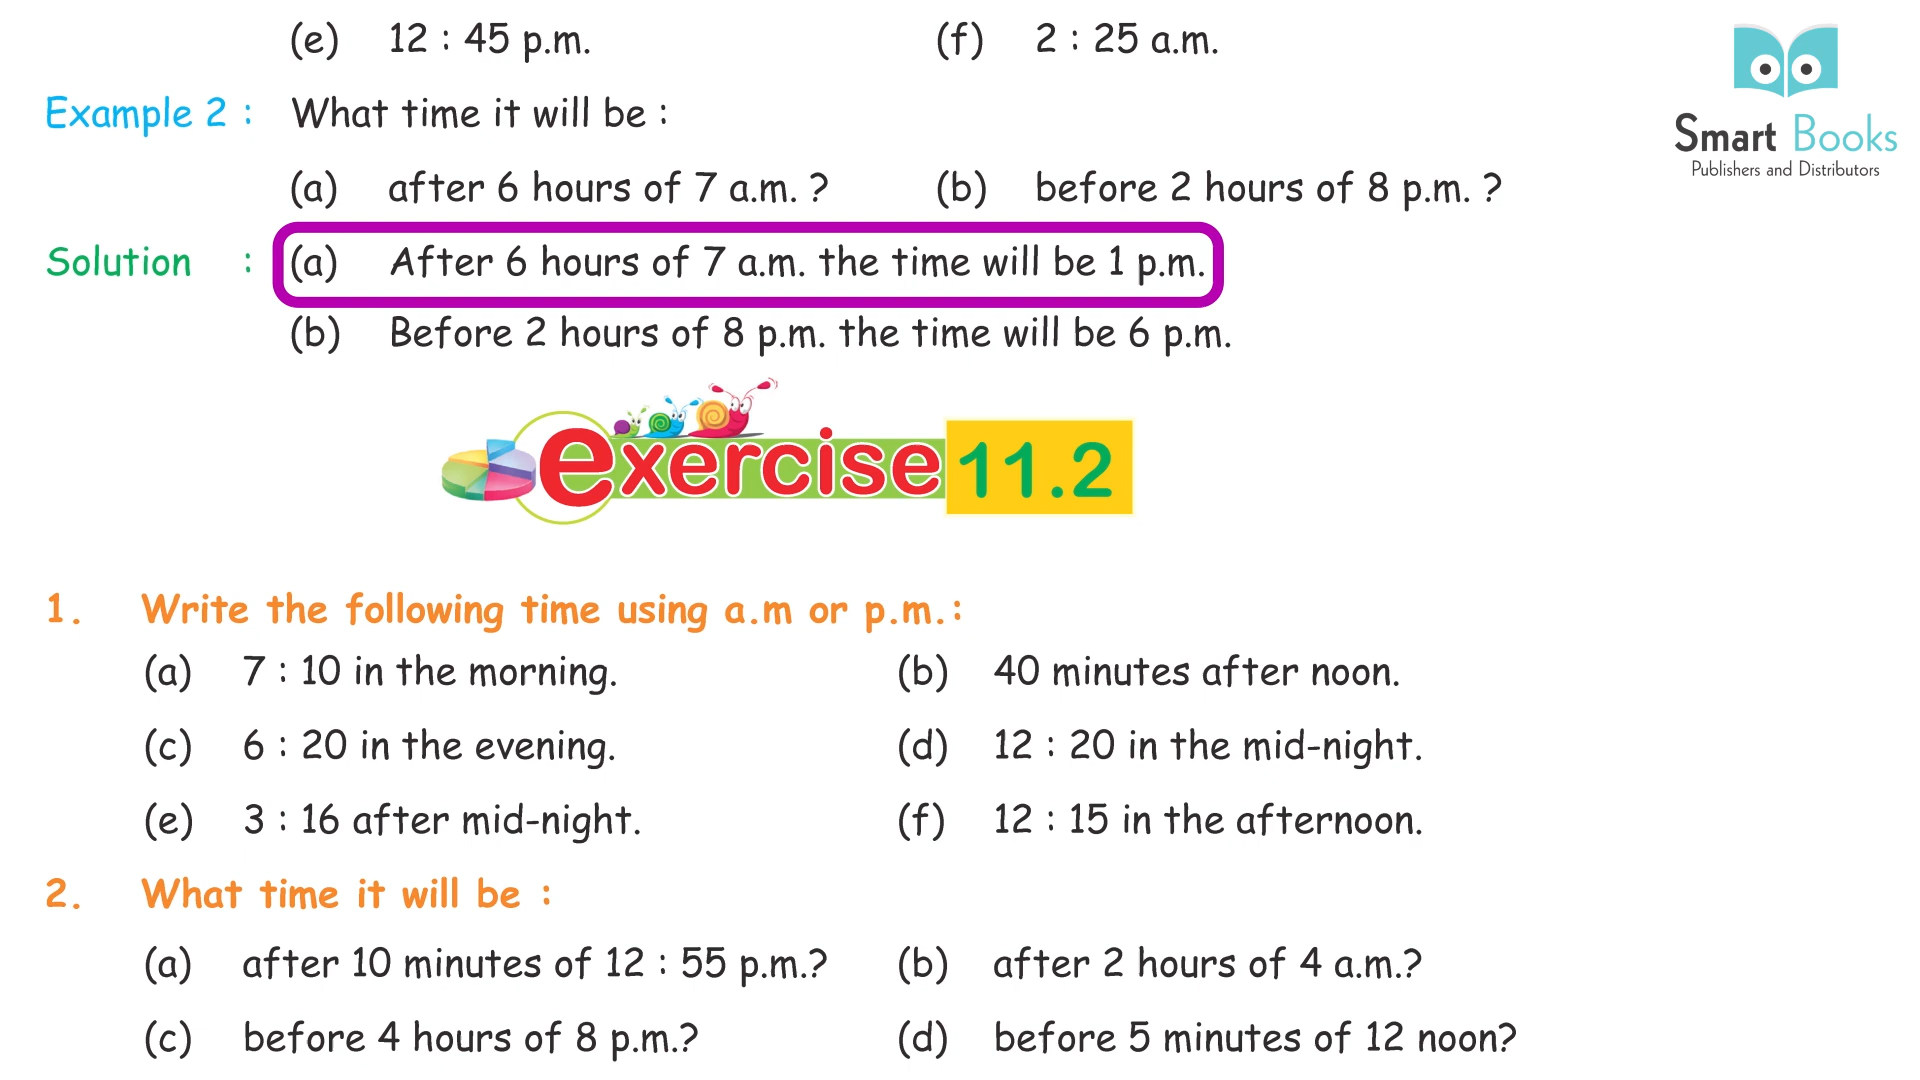 (e) 12 : 45 p.m. (f) 2 : 25 a.m.
Example 2 : What time it will be :
(a) after 6 hours of 7 a.m. ? (b) before 2 hours of 8 p.m. ?
Solution : (a) After 6 hours of 7 a.m. the time will be 1 p.m.
(b) Before 2 hours of 8 p.m. the time will be 6 p.m.
exercise 11.2
1. Write the following time using a.m or p.m.:
(a) 7 : 10 in the morning. (b) 40 minutes after noon.
(c) 6 : 20 in the evening. (d) 12 : 20 in the mid-night.
(e) 3 : 16 after mid-night. (f) 12 : 15 in the afternoon.
2. What time it will be :
(a) after 10 minutes of 12 : 55 p.m.? (b) after 2 hours of 4 a.m.?
(c) before 4 hours of 8 p.m.? (d) before 5 minutes of 12 noon?
Smart Books
Publishers and Distributors